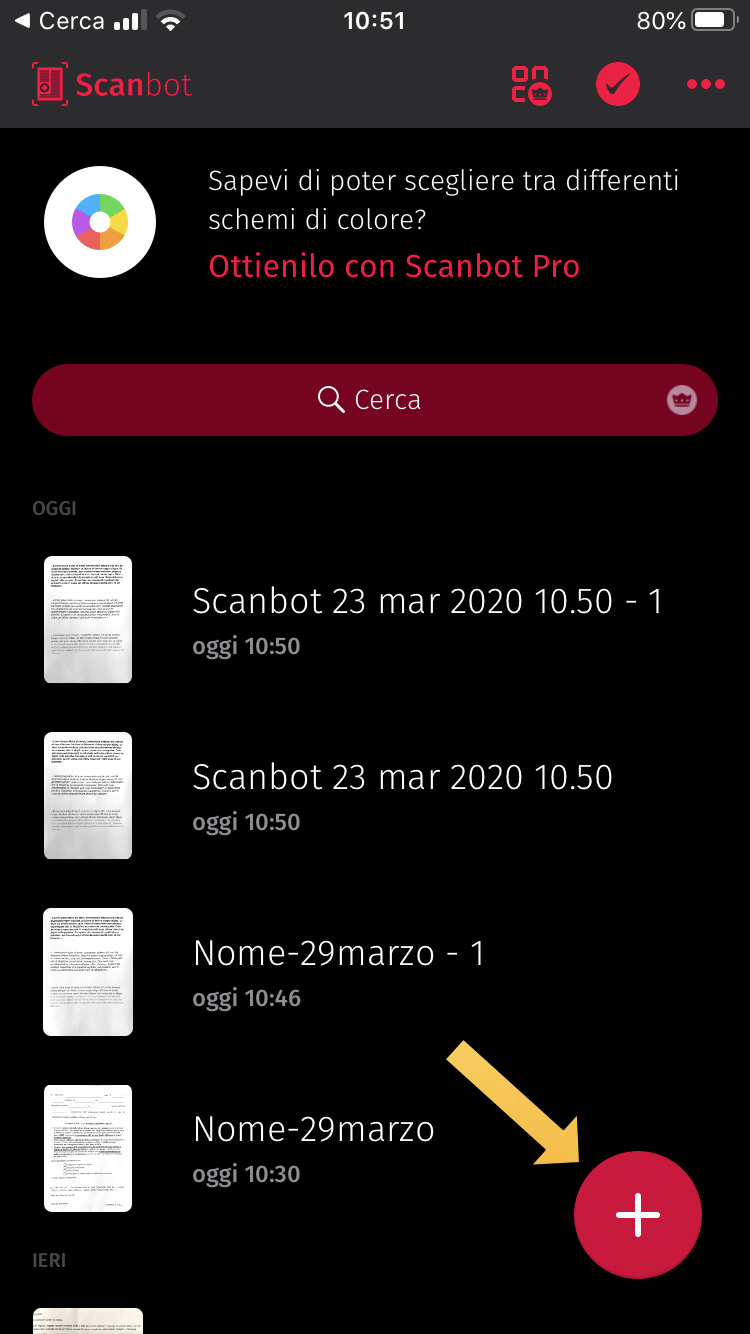 Cerca
10:51
80%
Scanbot
Sapevi di poter scegliere tra differenti
schemi di colore?
Ottienilo con Scanbot Pro
Cerca
OGGI
Scanbot 23 mar 2020 10.50 - 1
oggi 10:50
Scanbot 23 mar 2020 10.50
oggi 10:50
Nome-29marzo - 1
oggi 10:46
Nome-29marzo
oggi 10:30
IERI